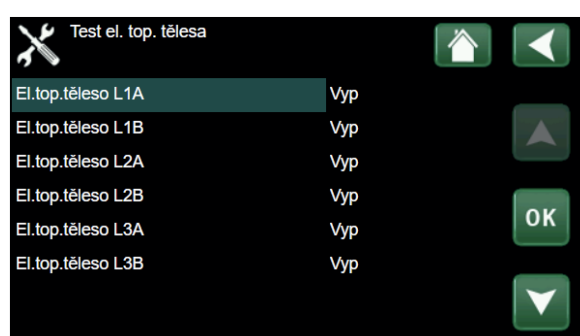 Test el. top. tělesa
El.top.těleso L1A Vyp
El.top.těleso L1B Vyp
El.top.těleso L2A Vyp
El.top.těleso L2B Vyp
OK
El.top.těleso L3A Vyp
El.top.těleso L3B Vyp